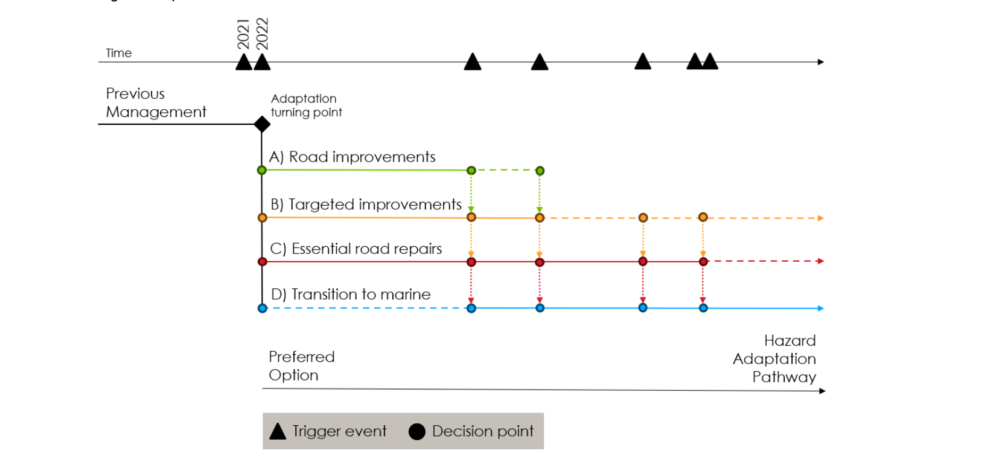 2021
2022
Time
Previous
Management
Adaptation
turning point
A) Road improvements
B) Targeted improvements
C) Essential road repairs
D) Transition to marine
Preferred
Option
Hazard
Adaptation
Pathway
Trigger event
Decision point